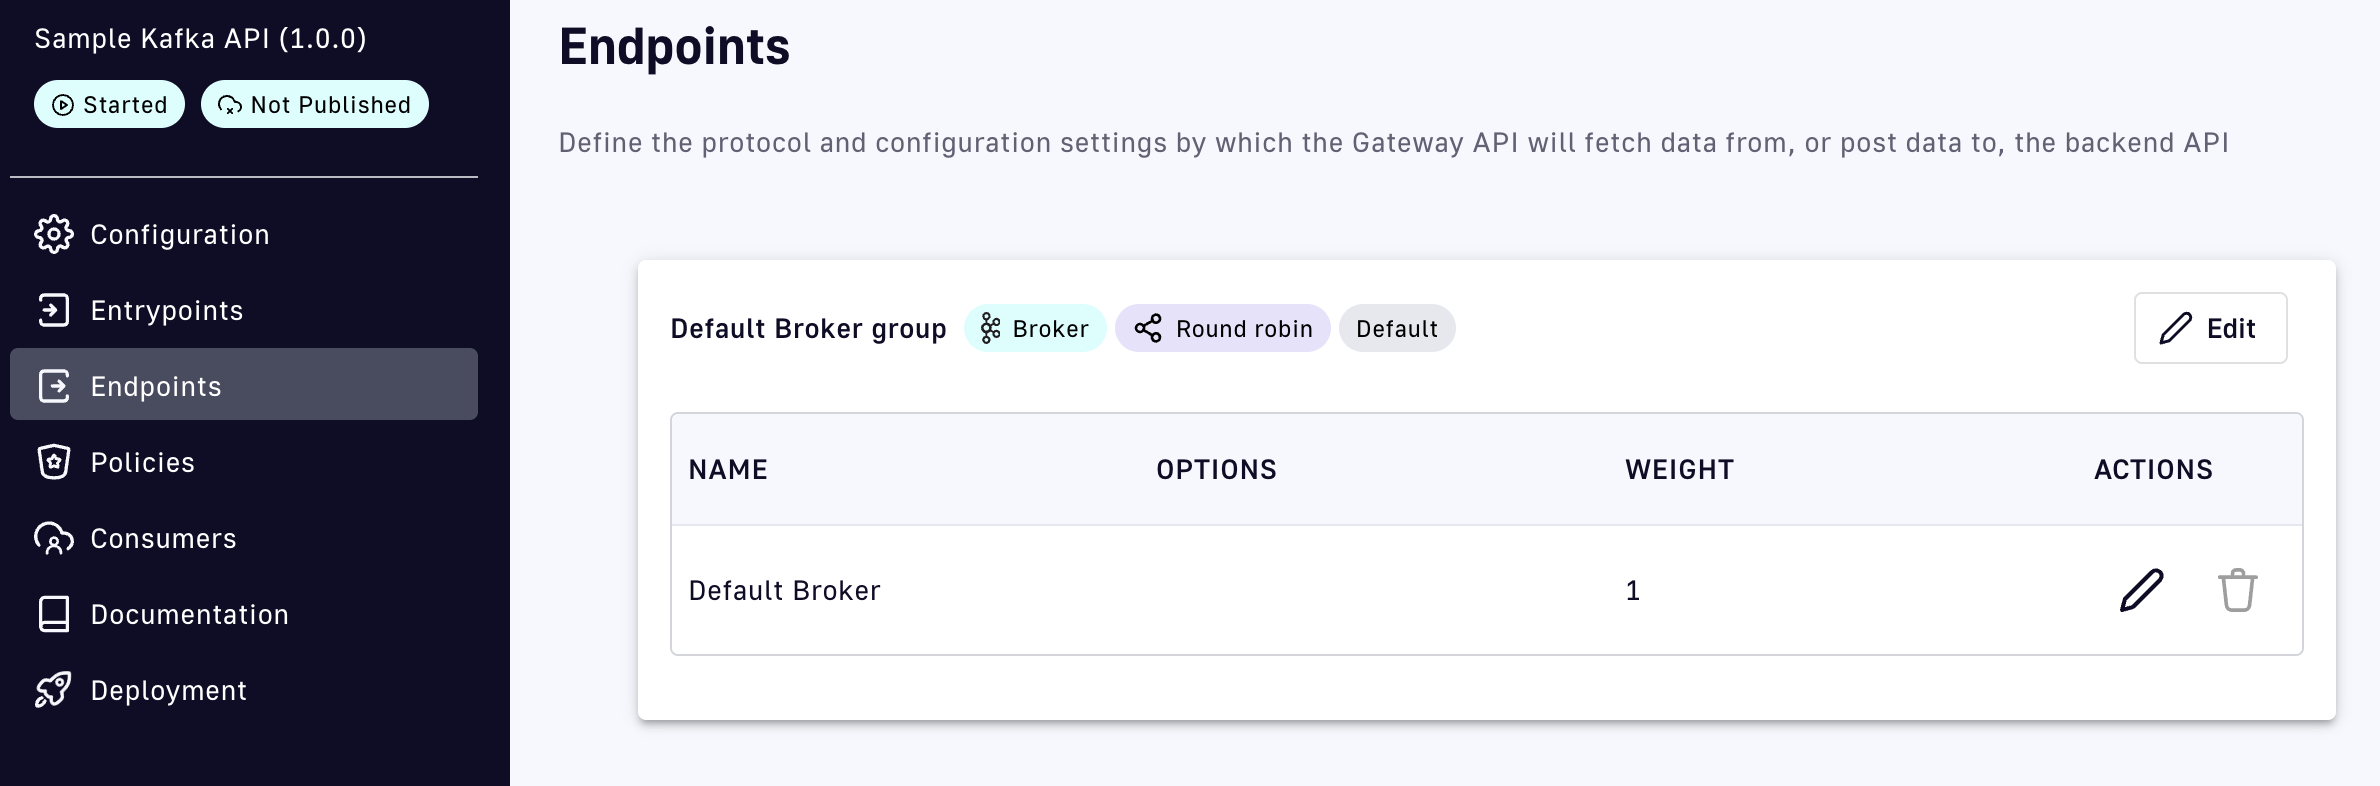 Sample Kafka API (1.0.0)
Started
Not Published
Configuration
Entrypoints
Endpoints
Policies
Consumers
Documentation
Deployment
Endpoints
Define the protocol and configuration settings by which the Gateway API will fetch data from, or post data to, the backend API
Default Broker group
Broker
Round robin
Default
Edit
NAME OPTIONS WEIGHT ACTIONS
Default Broker 1